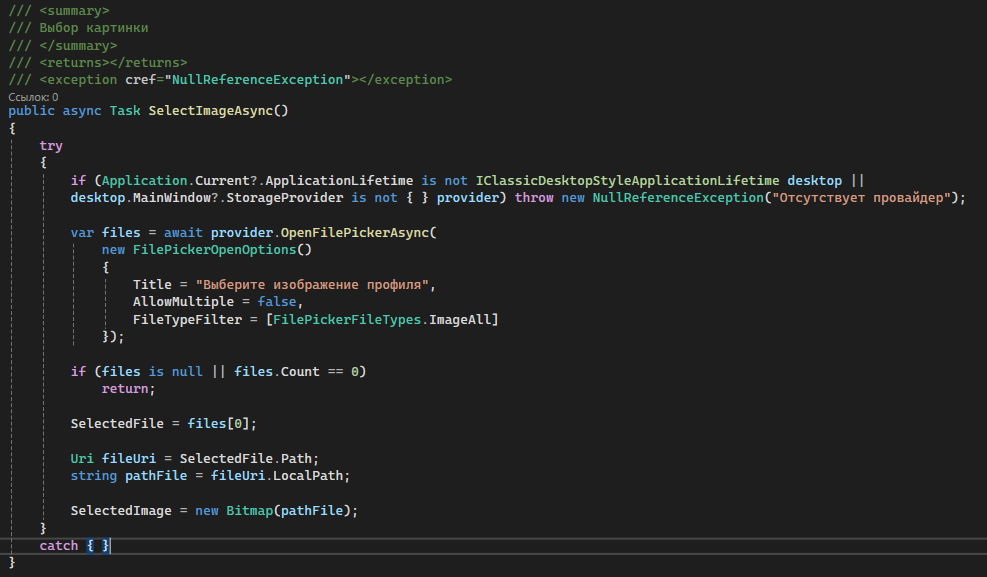 /// <summary>
/// Выбор картинки
/// </summary>
/// <returns></returns>
/// <exception cref="NullReferenceException"></exception>
Ссылок: 0
public async Task SelectImageAsync()
{
    try
    {
        if (Application.Current?.ApplicationLifetime is not IClassicDesktopStyleApplicationLifetime desktop ||
        desktop.MainWindow?.StorageProvider is not { } provider) throw new NullReferenceException("Отсутствует провайдер");

        var files = await provider.OpenFilePickerAsync(
            new FilePickerOpenOptions()
            {
                Title = "Выберите изображение профиля",
                AllowMultiple = false,
                FileTypeFilter = [FilePickerFileTypes.ImageAll]
            });

        if (files is null || files.Count == 0)
            return;

        SelectedFile = files[0];

        Uri fileUri = SelectedFile.Path;
        string pathFile = fileUri.LocalPath;

        SelectedImage = new Bitmap(pathFile);
    }
    catch { }
}